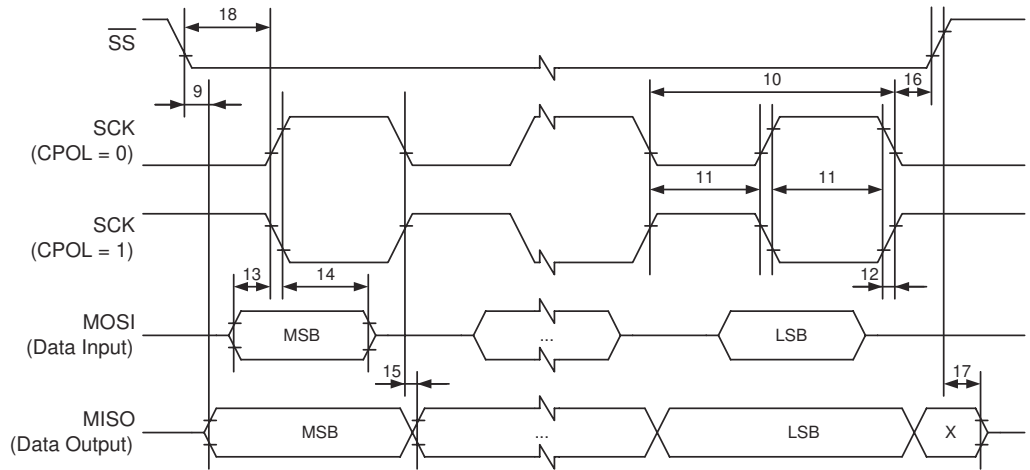 18
SS
9
10
16
SCK
(CPOL = 0)
11
11
SCK
(CPOL = 1)
13
14
12
MOSI
(Data Input)
MSB
...
LSB
15
17
MISO
(Data Output)
MSB
...
LSB
X